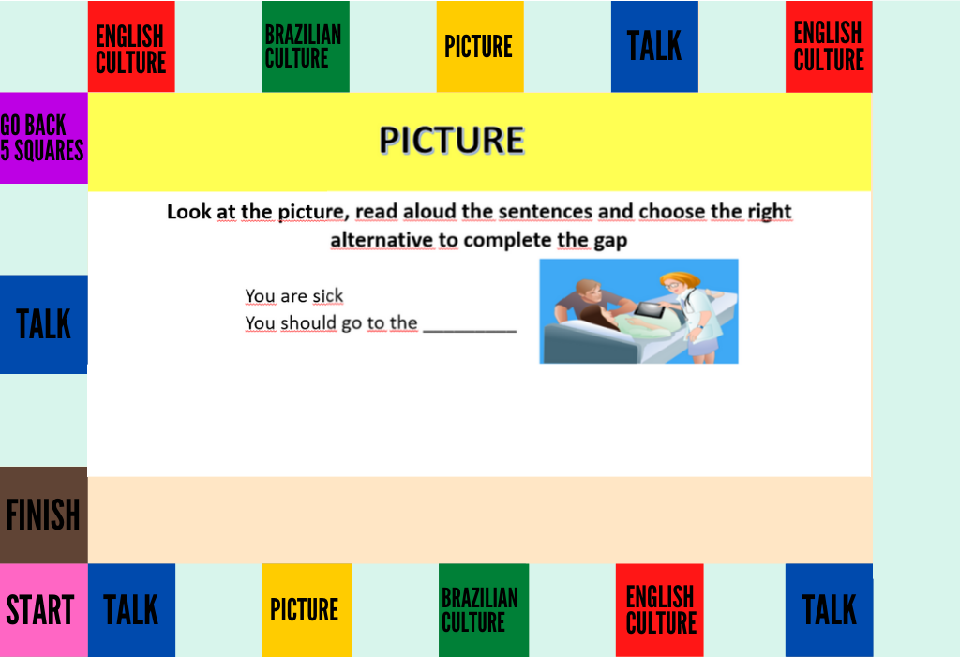 ENGLISH
CULTURE
BRAZILIAN
CULTURE
PICTURE
TALK
ENGLISH
CULTURE
GO BACK
5 SQUARES
PICTURE
Look at the picture, read aloud the sentences and choose the right
alternative to complete the gap
You are sick
You should go to the __________
TALK
FINISH
START
TALK
PICTURE
BRAZILIAN
CULTURE
ENGLISH
CULTURE
TALK